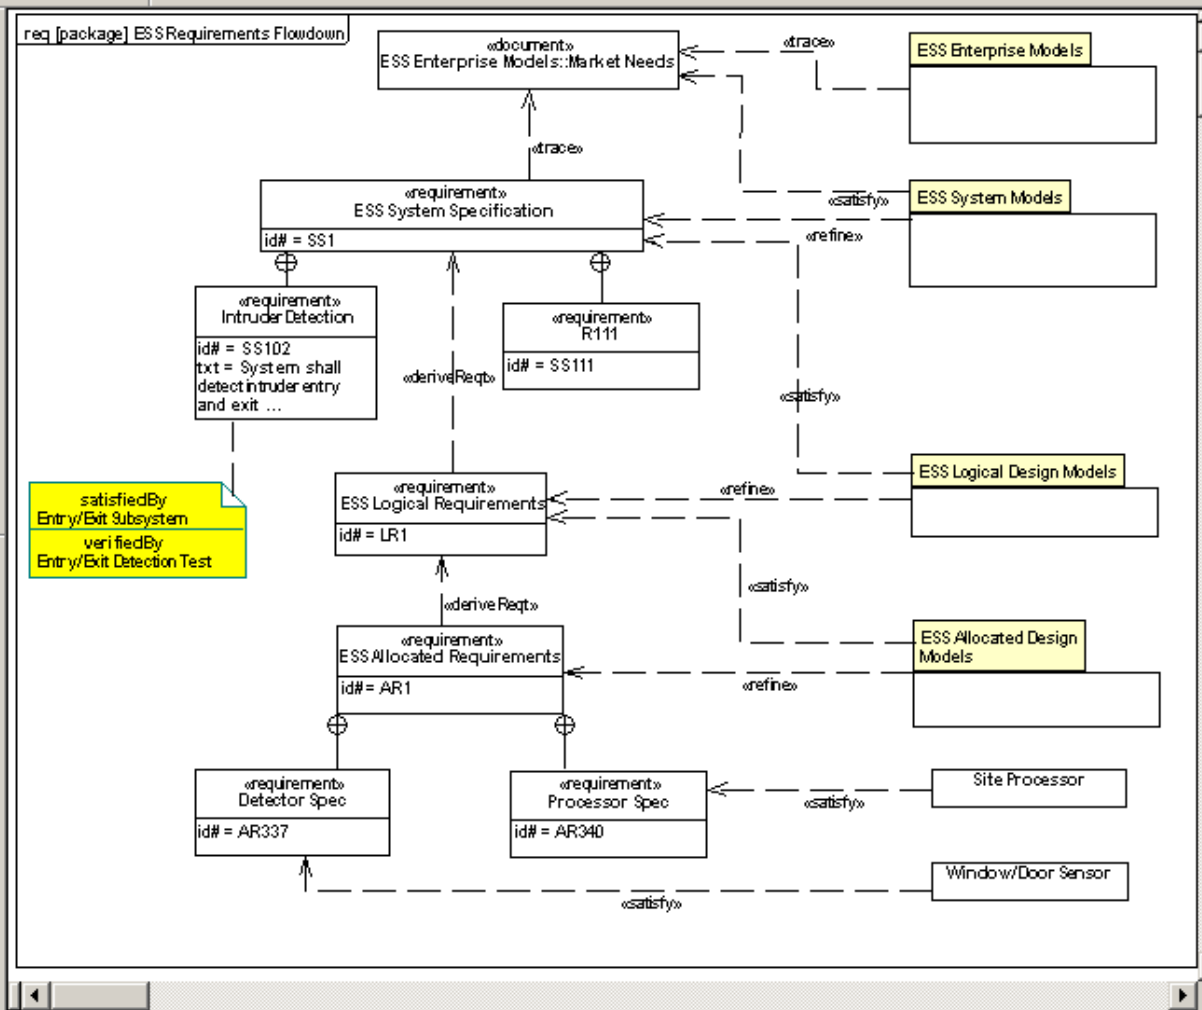 req [package] ESS Requirements Flowdown
«document»
ESS Enterprise Models::Market Needs
«trace»
ESS Enterprise Models
«trace»
«requirement»
ESS System Specification
id# = SS1
ESS System Models
«satisfy»
«refine»
«requirement»
Intruder Detection
id# = SS102
txt = System shall
detect intruder entry
and exit ...
«requirement»
R111
id# = SS111
«deriveReqt»
«satisfy»
satisfiedBy
Entry/Exit Subsystem
verifiedBy
Entry/Exit Detection Test
«requirement»
ESS Logical Requirements
id# = LR1
«refine»
ESS Logical Design Models
«deriveReqt»
«satisfy»
«requirement»
ESS Allocated Requirements
id# = AR1
ESS Allocated Design
Models
«refine»
«requirement»
Detector Spec
id# = AR337
«requirement»
Processor Spec
id# = AR340
«satisfy»
Site Processor
Window/Door Sensor
«satisfy»